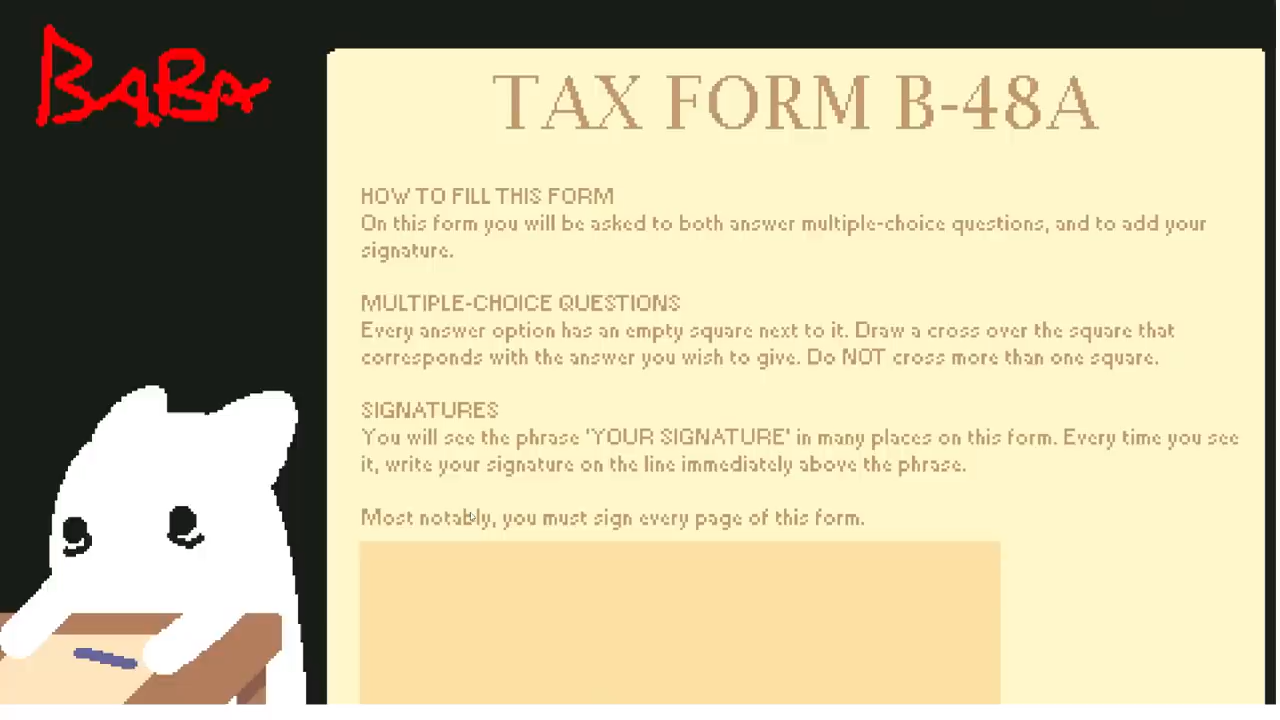 BABA
TAX FORM B-48A
HOW TO FILL THIS FORM
On this form you will be asked to both answer multiple-choice questions, and to add your
signature.
MULTIPLE-CHOICE QUESTIONS
Every answer option has an empty square next to it. Draw a cross over the square that
corresponds with the answer you wish to give. Do NOT cross more than one square.
SIGNATURES
You will see the phrase 'YOUR SIGNATURE' in many places on this form. Every time you see
it, write your signature on the line immediately above the phrase.
Most notably, you must sign every page of this form.